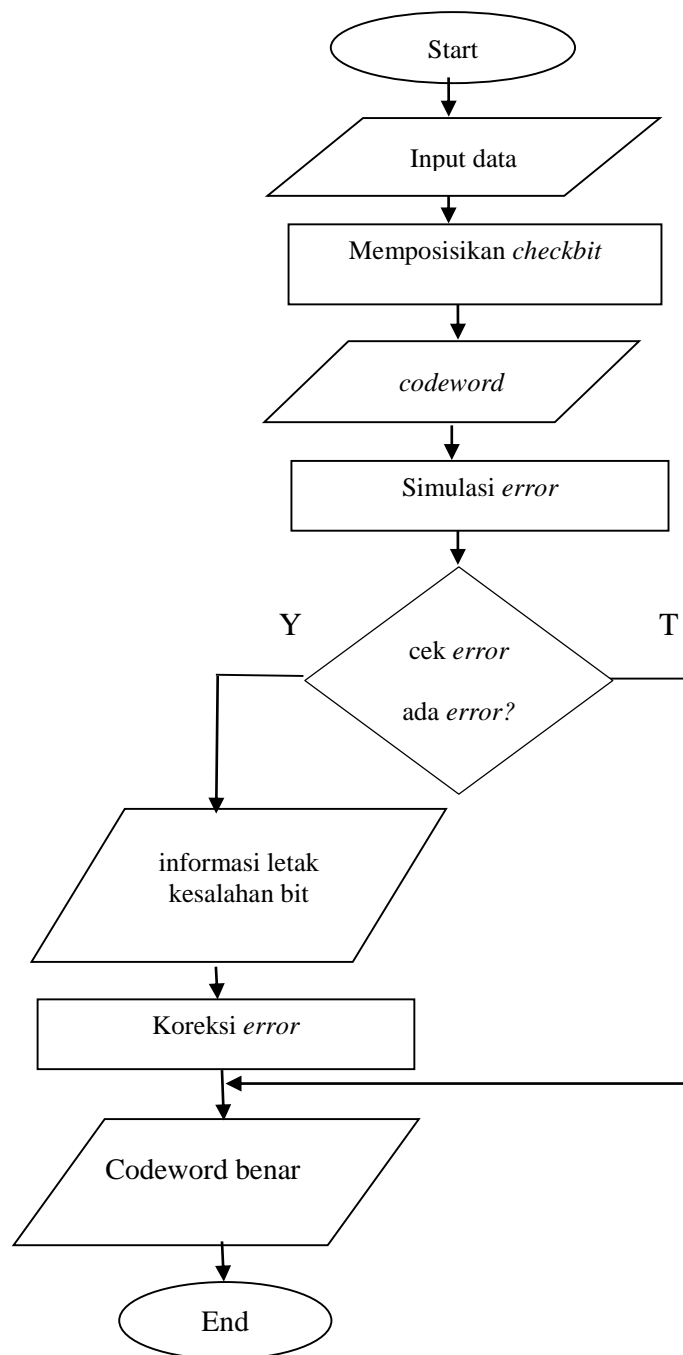 Start
Input data
Memposisikan checkbit
codeword
Simulasi error
Y
T
cek error
ada error?
informasi letak
kesalahan bit
Koreksi error
Codeword benar
End